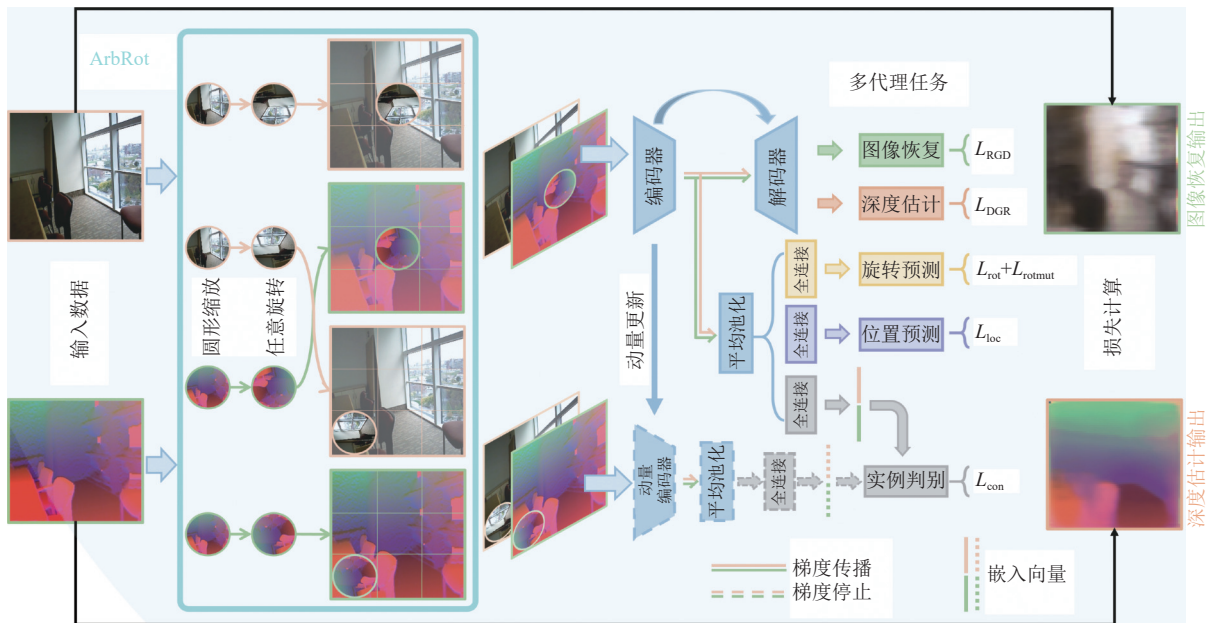 ArbRot
输入数据
圆形缩放
任意旋转
编码器
解码器
动量更新
动量
编码器
平均池化
平均池化
全连接
全连接
全连接
全连接
多代理任务
图像恢复
L_RGD
深度估计
L_DGR
旋转预测
L_rot+L_rotmut
位置预测
L_loc
实例判别
L_con
梯度传播
梯度停止
嵌入向量
损失计算
图像恢复输出
深度估计输出